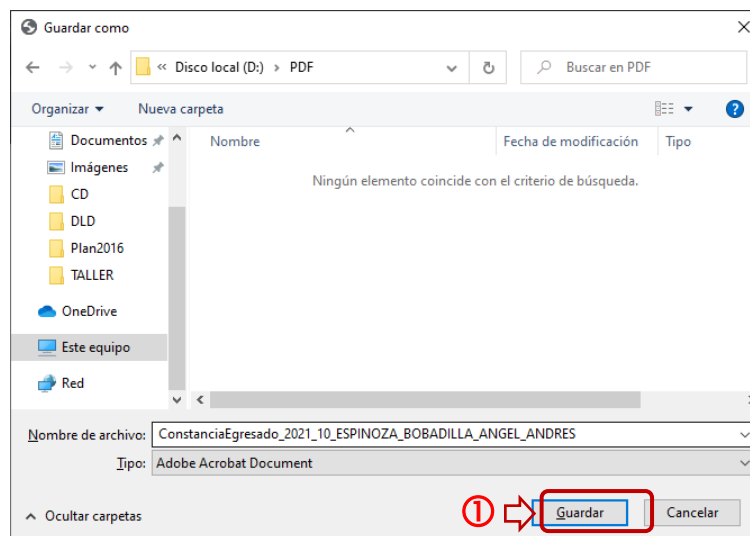 Guardar como
« Disco local (D:) › PDF
Buscar en PDF
Organizar
Nueva carpeta
?
Documentos
Imágenes
CD
DLD
Plan2016
TALLER
OneDrive
Este equipo
Red
Nombre
Fecha de modificación
Tipo
Ningún elemento coincide con el criterio de búsqueda.
Nombre de archivo: ConstanciaEgresado_2021_10_ESPINOZA_BOBADILLA_ANGEL_ANDRES
Tipo: Adobe Acrobat Document
Ocultar carpetas
1
Guardar
Cancelar